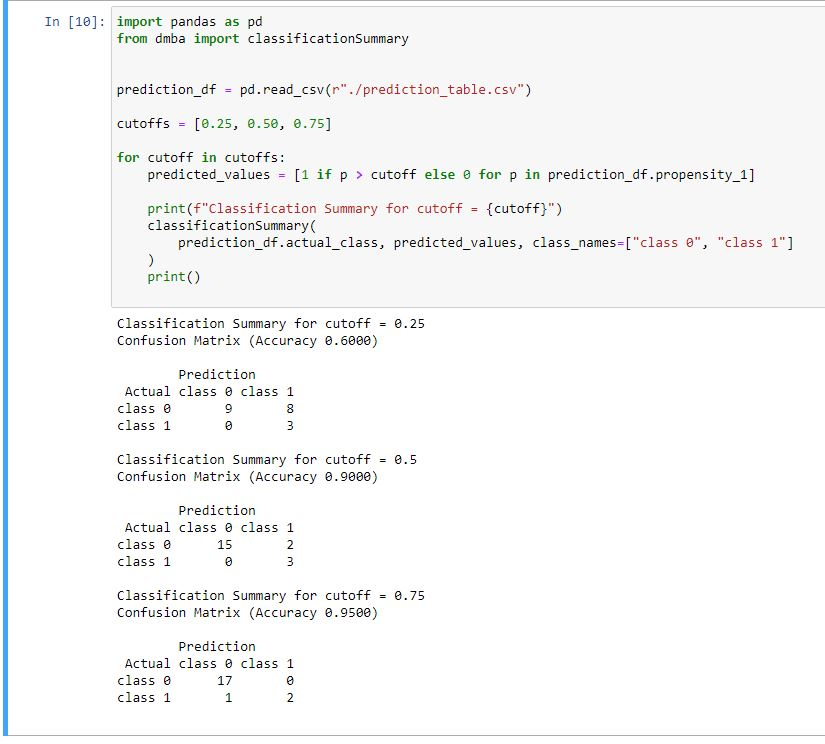 In [10]:
import pandas as pd
from dmba import classificationSummary
prediction_df = pd.read_csv(r"./prediction_table.csv")
cutoffs = [0.25, 0.50, 0.75]
for cutoff in cutoffs:
    predicted_values = [1 if p > cutoff else 0 for p in prediction_df.propensity_1]
    print(f"Classification Summary for cutoff = {cutoff}")
    classificationSummary(
        prediction_df.actual_class, predicted_values, class_names=["class 0", "class 1"]
    )
    print()
Classification Summary for cutoff = 0.25
Confusion Matrix (Accuracy 0.6000)
        Prediction
 Actual class 0 class 1
class 0       9       8
class 1       0       3
Classification Summary for cutoff = 0.5
Confusion Matrix (Accuracy 0.9000)
        Prediction
 Actual class 0 class 1
class 0      15       2
class 1       0       3
Classification Summary for cutoff = 0.75
Confusion Matrix (Accuracy 0.9500)
        Prediction
 Actual class 0 class 1
class 0      17       0
class 1       1       2